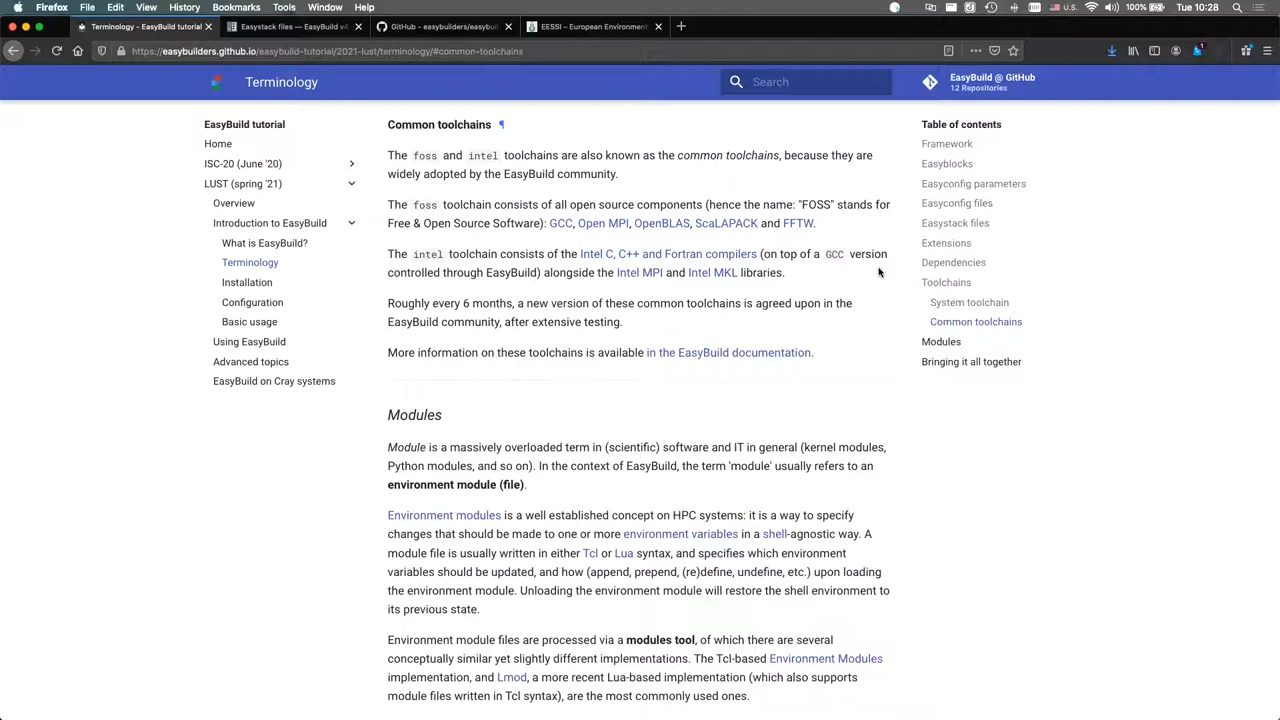 Firefox File Edit View History Bookmarks Tools Window Help 100% Tue 10:28
Terminology - EasyBuild tutorial Easystack files — EasyBuild v4 GitHub - easybuilders/easybuil EESSI – European Environment
https://easybuilders.github.io/easybuild-tutorial/2021-lust/terminology/#common-toolchains
Terminology Search EasyBuild @ GitHub
12 Repositories
EasyBuild tutorial
Home
ISC-20 (June '20)
LUST (spring '21)
Overview
Introduction to EasyBuild
What is EasyBuild?
Terminology
Installation
Configuration
Basic usage
Using EasyBuild
Advanced topics
EasyBuild on Cray systems
Common toolchains ¶
The foss and intel toolchains are also known as the common toolchains, because they are
widely adopted by the EasyBuild community.
The foss toolchain consists of all open source components (hence the name: "FOSS" stands for
Free & Open Source Software): GCC, Open MPI, OpenBLAS, ScaLAPACK and FFTW.
The intel toolchain consists of the Intel C, C++ and Fortran compilers (on top of a GCC version
controlled through EasyBuild) alongside the Intel MPI and Intel MKL libraries.
Roughly every 6 months, a new version of these common toolchains is agreed upon in the
EasyBuild community, after extensive testing.
More information on these toolchains is available in the EasyBuild documentation.
Modules
Module is a massively overloaded term in (scientific) software and IT in general (kernel modules,
Python modules, and so on). In the context of EasyBuild, the term 'module' usually refers to an
environment module (file).
Environment modules is a well established concept on HPC systems: it is a way to specify
changes that should be made to one or more environment variables in a shell-agnostic way. A
module file is usually written in either Tcl or Lua syntax, and specifies which environment
variables should be updated, and how (append, prepend, (re)define, undefine, etc.) upon loading
the environment module. Unloading the environment module will restore the shell environment to
its previous state.
Environment module files are processed via a modules tool, of which there are several
conceptually similar yet slightly different implementations. The Tcl-based Environment Modules
implementation, and Lmod, a more recent Lua-based implementation (which also supports
module files written in Tcl syntax), are the most commonly used ones.
Table of contents
Framework
Easyblocks
Easyconfig parameters
Easyconfig files
Easystack files
Extensions
Dependencies
Toolchains
System toolchain
Common toolchains
Modules
Bringing it all together